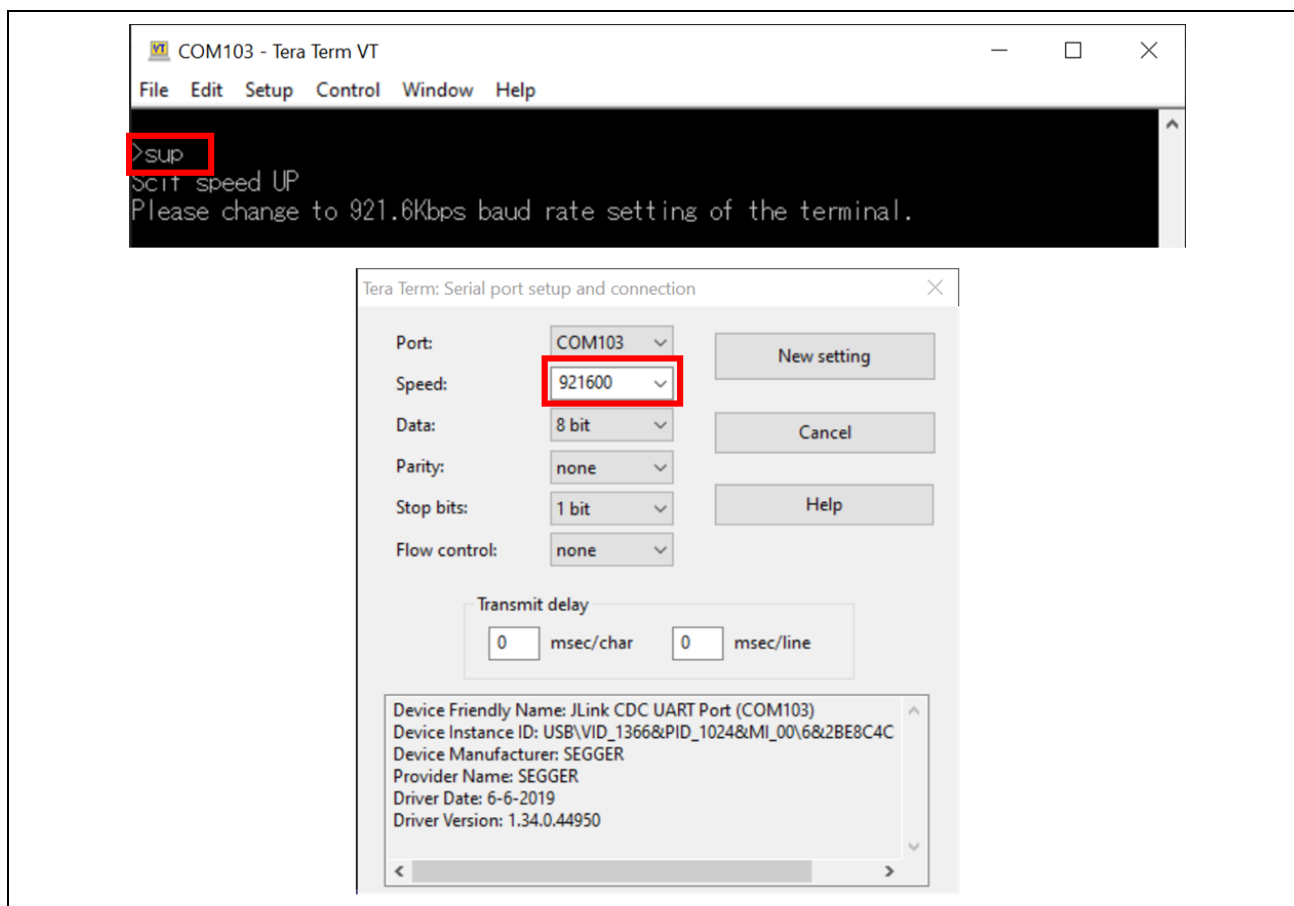 COM103 - Tera Term VT
File Edit Setup Control Window Help
>sup
Scif speed UP
Please change to 921.6Kbps baud rate setting of the terminal.
Tera Term: Serial port setup and connection
Port: COM103 New setting
Speed: 921600
Data: 8 bit Cancel
Parity: none
Stop bits: 1 bit Help
Flow control: none
Transmit delay
0 msec/char 0 msec/line
Device Friendly Name: JLink CDC UART Port (COM103)
Device Instance ID: USB\VID_1366&PID_1024&MI_00\6&2BE8C4C
Device Manufacturer: SEGGER
Provider Name: SEGGER
Driver Date: 6-6-2019
Driver Version: 1.34.0.44950